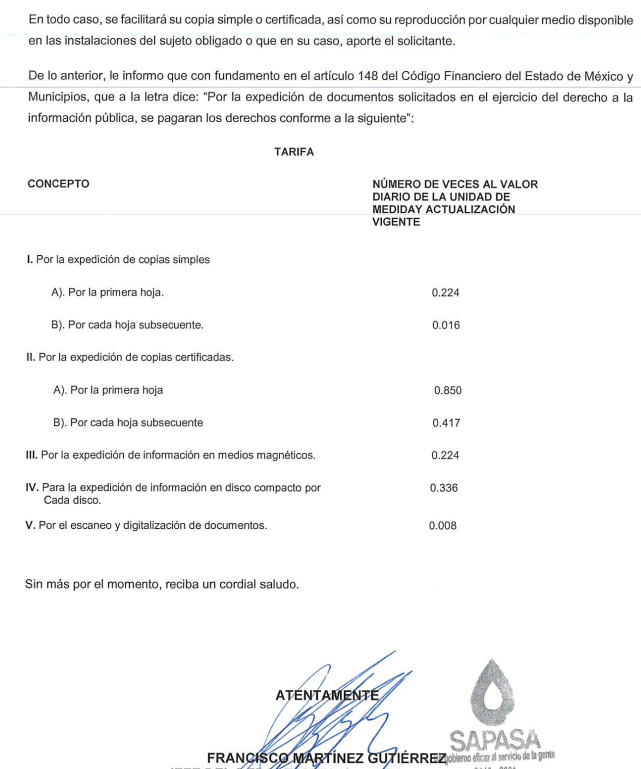 En todo caso, se facilitará su copia simple o certificada, así como su reproducción por cualquier medio disponible
en las instalaciones del sujeto obligado o que en su caso, aporte el solicitante.
De lo anterior, le informo que con fundamento en el artículo 148 del Código Financiero del Estado de México y
Municipios, que a la letra dice: “Por la expedición de documentos solicitados en el ejercicio del derecho a la
información pública, se pagaran los derechos conforme a la siguiente”:
TARIFA
CONCEPTO
NÚMERO DE VECES AL VALOR
DIARIO DE LA UNIDAD DE
MEDIDAY ACTUALIZACIÓN
VIGENTE
I. Por la expedición de copias simples
A). Por la primera hoja. 0.224
B). Por cada hoja subsecuente. 0.016
II. Por la expedición de copias certificadas.
A). Por la primera hoja 0.850
B). Por cada hoja subsecuente 0.417
III. Por la expedición de información en medios magnéticos. 0.224
IV. Para la expedición de información en disco compacto por 0.336
Cada disco.
V. Por el escaneo y digitalización de documentos. 0.008
Sin más por el momento, reciba un cordial saludo.
ATENTAMENTE
SAPASA
FRANCISCO MARTÍNEZ GUTIÉRREZ
gobierno eficaz al servicio de la gente